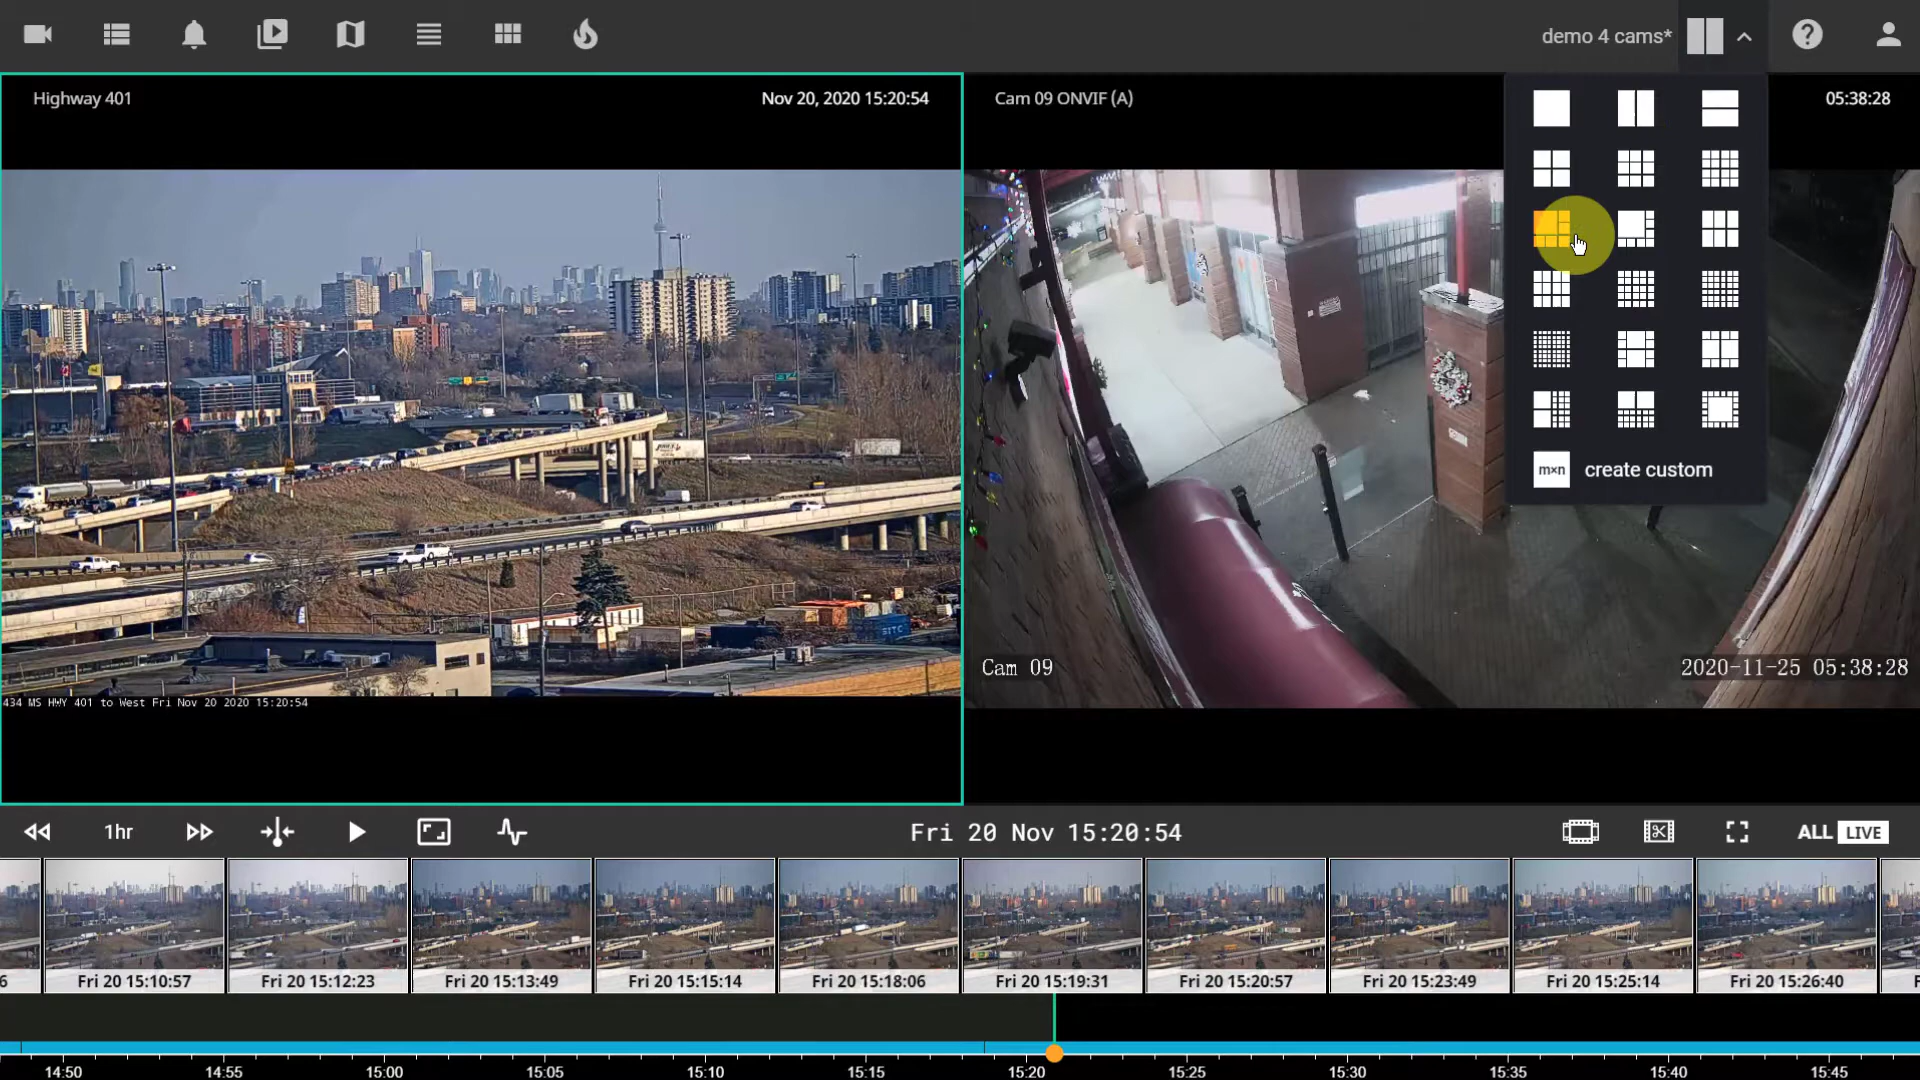 demo 4 cams*
Highway 401
Nov 20, 2020 15:20:54
Cam 09 ONVIF (A)
05:38:28
m×n create custom
SITC
Cam 09
2020-11-25 05:38:28
434 MS HWY 401 to West Fri Nov 20 2020 15:20:54
1hr
Fri 20 Nov 15:20:54
ALL LIVE
6
Fri 20 15:10:57
Fri 20 15:12:23
Fri 20 15:13:49
Fri 20 15:15:14
Fri 20 15:18:06
Fri 20 15:19:31
Fri 20 15:20:57
Fri 20 15:23:49
Fri 20 15:25:14
Fri 20 15:26:40
14:50
14:55
15:00
15:05
15:10
15:15
15:20
15:25
15:30
15:35
15:40
15:45